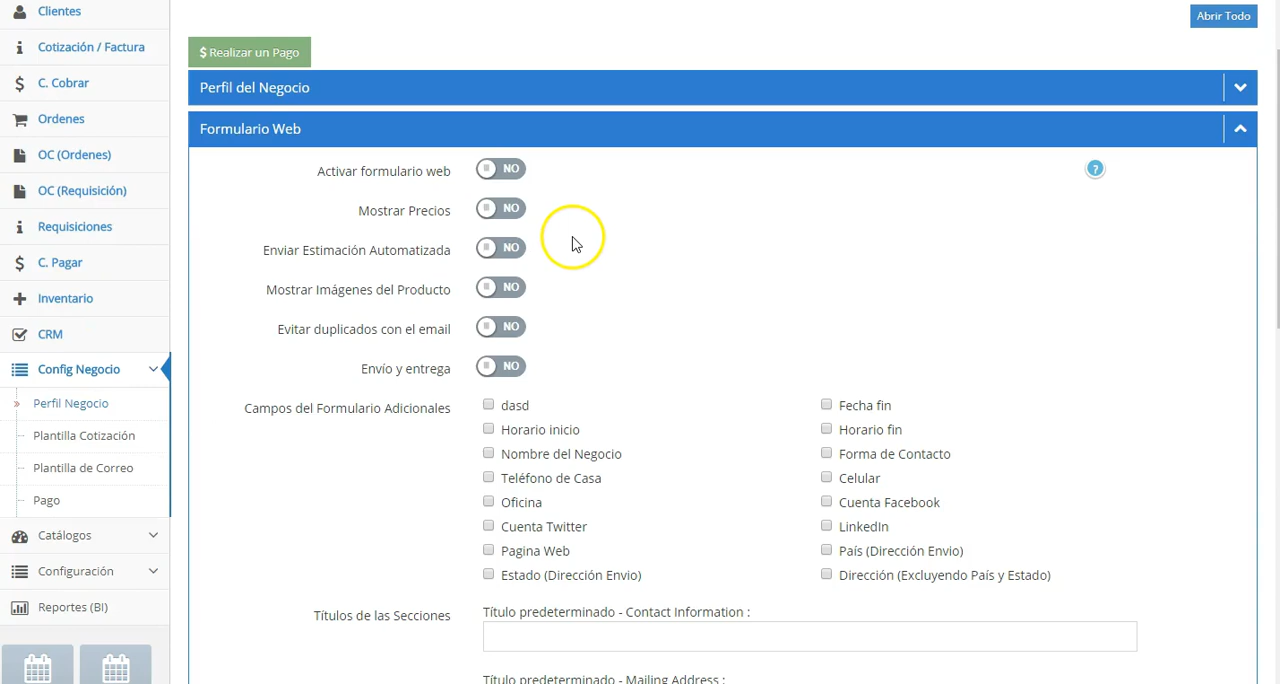 Clientes
Cotización / Factura
C. Cobrar
Ordenes
OC (Ordenes)
OC (Requisición)
Requisiciones
C. Pagar
Inventario
CRM
Config Negocio
Perfil Negocio
Plantilla Cotización
Plantilla de Correo
Pago
Catálogos
Configuración
Reportes (BI)
Abrir Todo
$ Realizar un Pago
Perfil del Negocio
Formulario Web
Activar formulario web NO ?
Mostrar Precios NO
Enviar Estimación Automatizada NO
Mostrar Imágenes del Producto NO
Evitar duplicados con el email NO
Envío y entrega NO
Campos del Formulario Adicionales
dasd Fecha fin
Horario inicio Horario fin
Nombre del Negocio Forma de Contacto
Teléfono de Casa Celular
Oficina Cuenta Facebook
Cuenta Twitter LinkedIn
Pagina Web País (Dirección Envio)
Estado (Dirección Envio) Dirección (Excluyendo País y Estado)
Títulos de las Secciones
Título predeterminado - Contact Information :
Título predeterminado - Mailing Address :